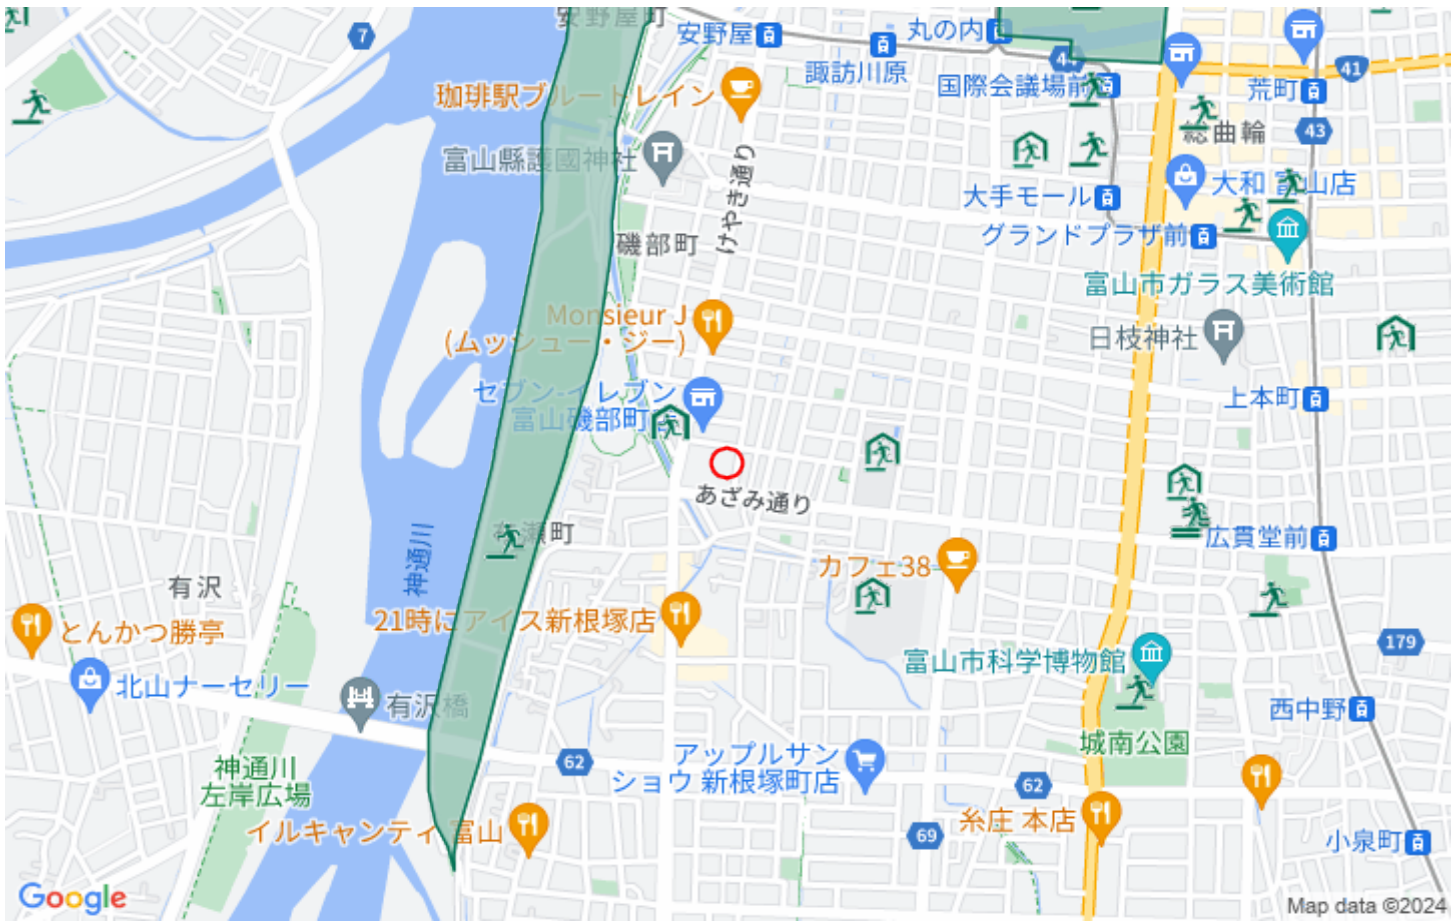 安野屋町
7
安野屋
丸の内
諏訪川原
44
国際会議場前
41
荒町
珈琲駅ブルートレイン
総曲輪
43
富山縣護國神社
けやき通り
大手モール
大和 富山店
磯部町
グランドプラザ前
富山市ガラス美術館
Monsieur J
(ムッシュー・ジー)
日枝神社
セブン-イレブン
富山磯部町店
上本町
あざみ通り
神通川
広貫堂前
カフェ38
有沢
21時にアイス新根塚店
とんかつ勝亭
179
富山市科学博物館
北山ナーセリー
有沢橋
西中野
城南公園
神通川
左岸広場
62
アップルサン
ショウ 新根塚町店
62
イルキャンティ 富山
69
糸庄 本店
小泉町
Google
Map data ©2024